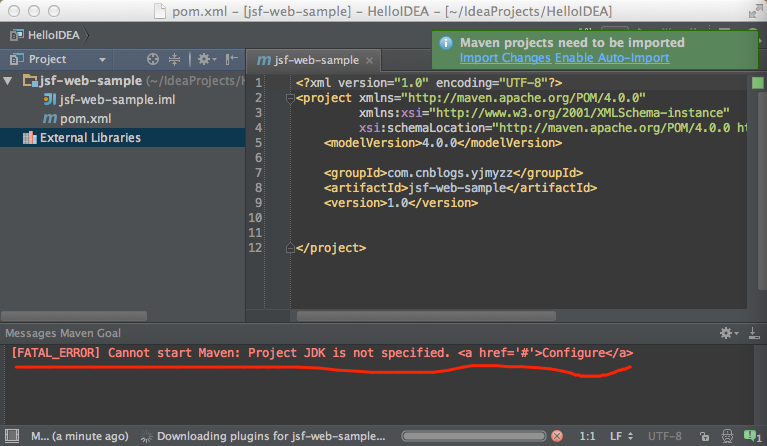 pom.xml – [jsf-web-sample] – HelloIDEA – [~/IdeaProjects/HelloIDEA]
HelloIDEA
Maven projects need to be imported
Import Changes Enable Auto-Import
Project
jsf-web-sample
jsf-web-sample (~/IdeaProjects/H
jsf-web-sample.iml
pom.xml
External Libraries
1 <?xml version="1.0" encoding="UTF-8"?>
2 <project xmlns="http://maven.apache.org/POM/4.0.0"
3 xmlns:xsi="http://www.w3.org/2001/XMLSchema-instance"
4 xsi:schemaLocation="http://maven.apache.org/POM/4.0.0 ht
5 <modelVersion>4.0.0</modelVersion>
6
7 <groupId>com.cnblogs.yjmyzz</groupId>
8 <artifactId>jsf-web-sample</artifactId>
9 <version>1.0</version>
10
11
12 </project>
Messages Maven Goal
[FATAL_ERROR] Cannot start Maven: Project JDK is not specified. <a href='#'>Configure</a>
M... (a minute ago) Downloading plugins for jsf-web-sample... 1:1 LF UTF-8 1